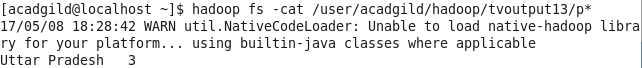 [acadgild@localhost ~]$ hadoop fs -cat /user/acadgild/hadoop/tvoutput13/p*
17/05/08 18:28:42 WARN util.NativeCodeLoader: Unable to load native-hadoop libra
ry for your platform... using builtin-java classes where applicable
Uttar Pradesh   3